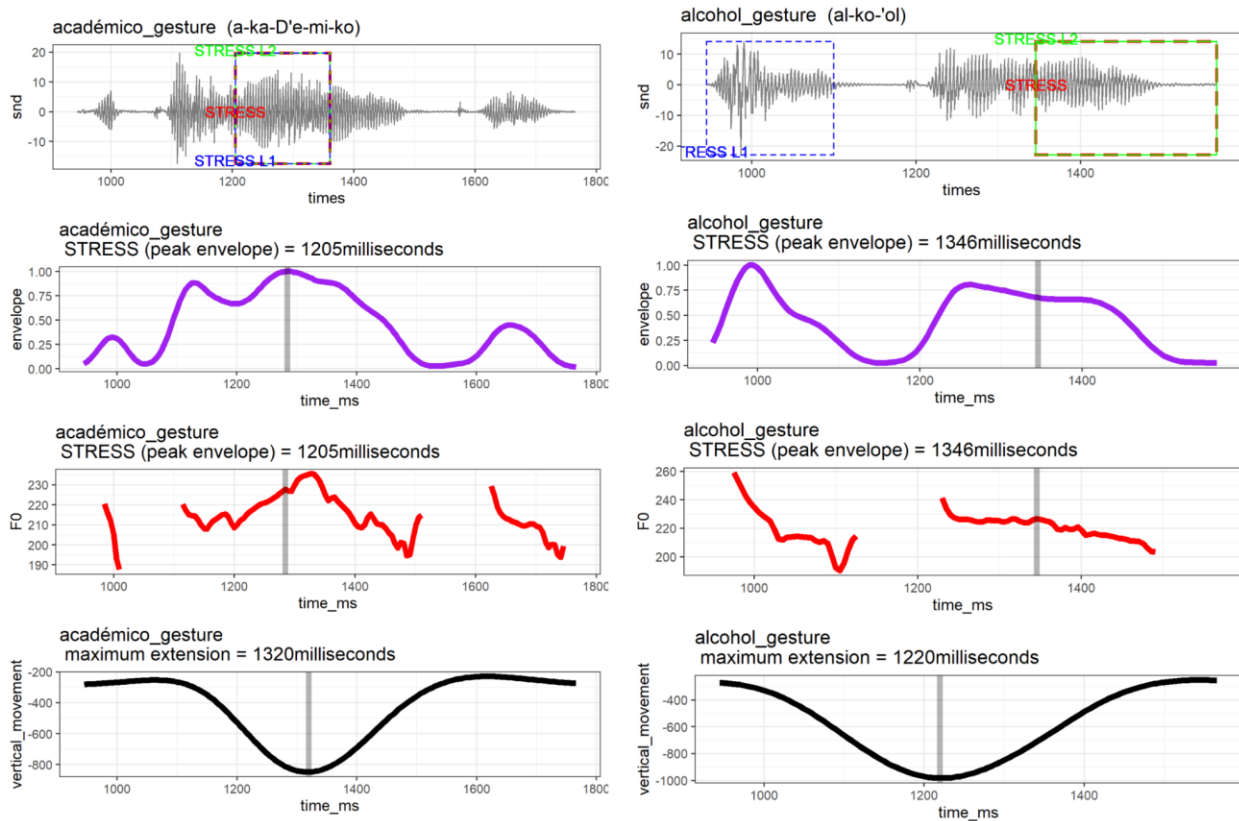 académico_gesture (a-ka-D'e-mi-ko)
STRESS L2
20
10
0
-10
snd
STRESS
STRESS L1
1000
1200
1400
1600
1800
times
académico_gesture
STRESS (peak envelope) = 1205milliseconds
1.00
0.75
0.50
0.25
0.00
envelope
1000
1200
1400
1600
1800
time_ms
académico_gesture
STRESS (peak envelope) = 1205milliseconds
230
220
210
200
190
F0
1000
1200
1400
1600
1800
time_ms
académico_gesture
maximum extension = 1320milliseconds
-200
-400
-600
-800
vertical_movement
1000
1200
1400
1600
1800
time_ms
alcohol_gesture (al-ko-'ol)
STRESS L2
10
0
-10
-20
snd
STRESS
RESS L1
1000
1200
1400
times
alcohol_gesture
STRESS (peak envelope) = 1346milliseconds
1.00
0.75
0.50
0.25
0.00
envelope
1000
1200
1400
time_ms
alcohol_gesture
STRESS (peak envelope) = 1346milliseconds
260
240
220
200
F0
1000
1200
1400
time_ms
alcohol_gesture
maximum extension = 1220milliseconds
-400
-600
-800
-1000
vertical_movement
1000
1200
1400
time_ms